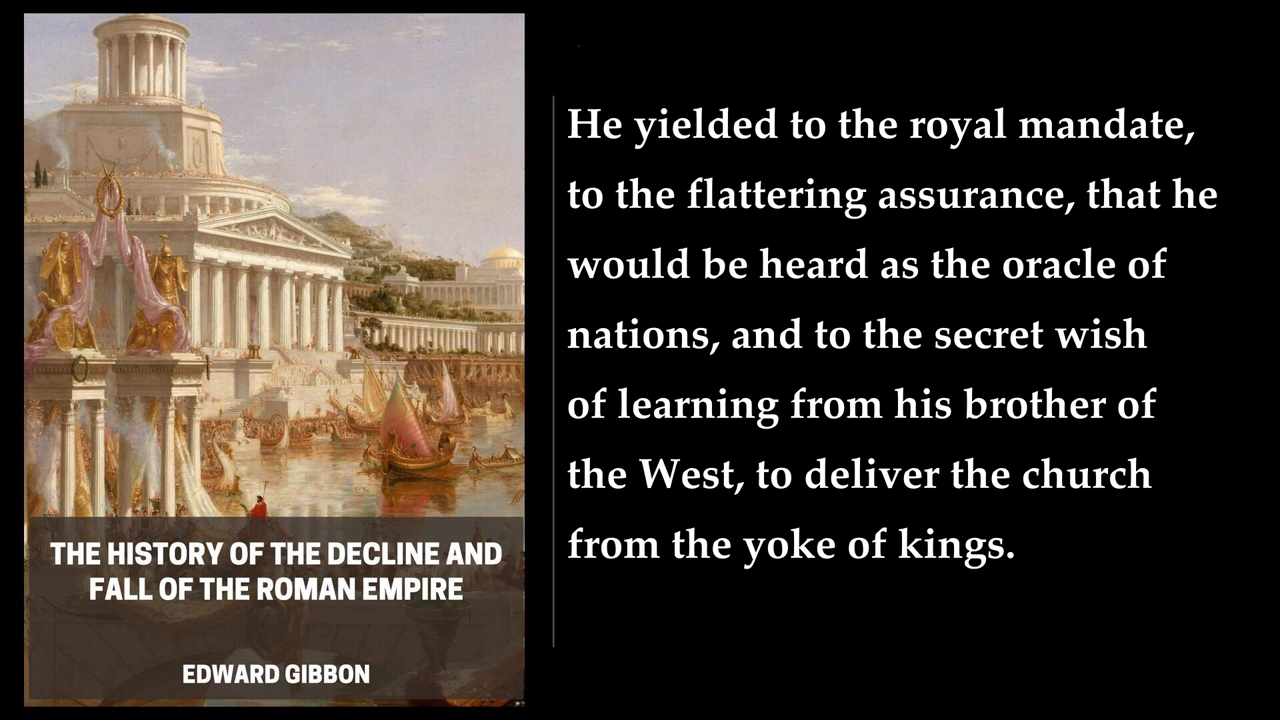 THE HISTORY OF THE DECLINE AND
FALL OF THE ROMAN EMPIRE
EDWARD GIBBON
He yielded to the royal mandate,
to the flattering assurance, that he
would be heard as the oracle of
nations, and to the secret wish
of learning from his brother of
the West, to deliver the church
from the yoke of kings.